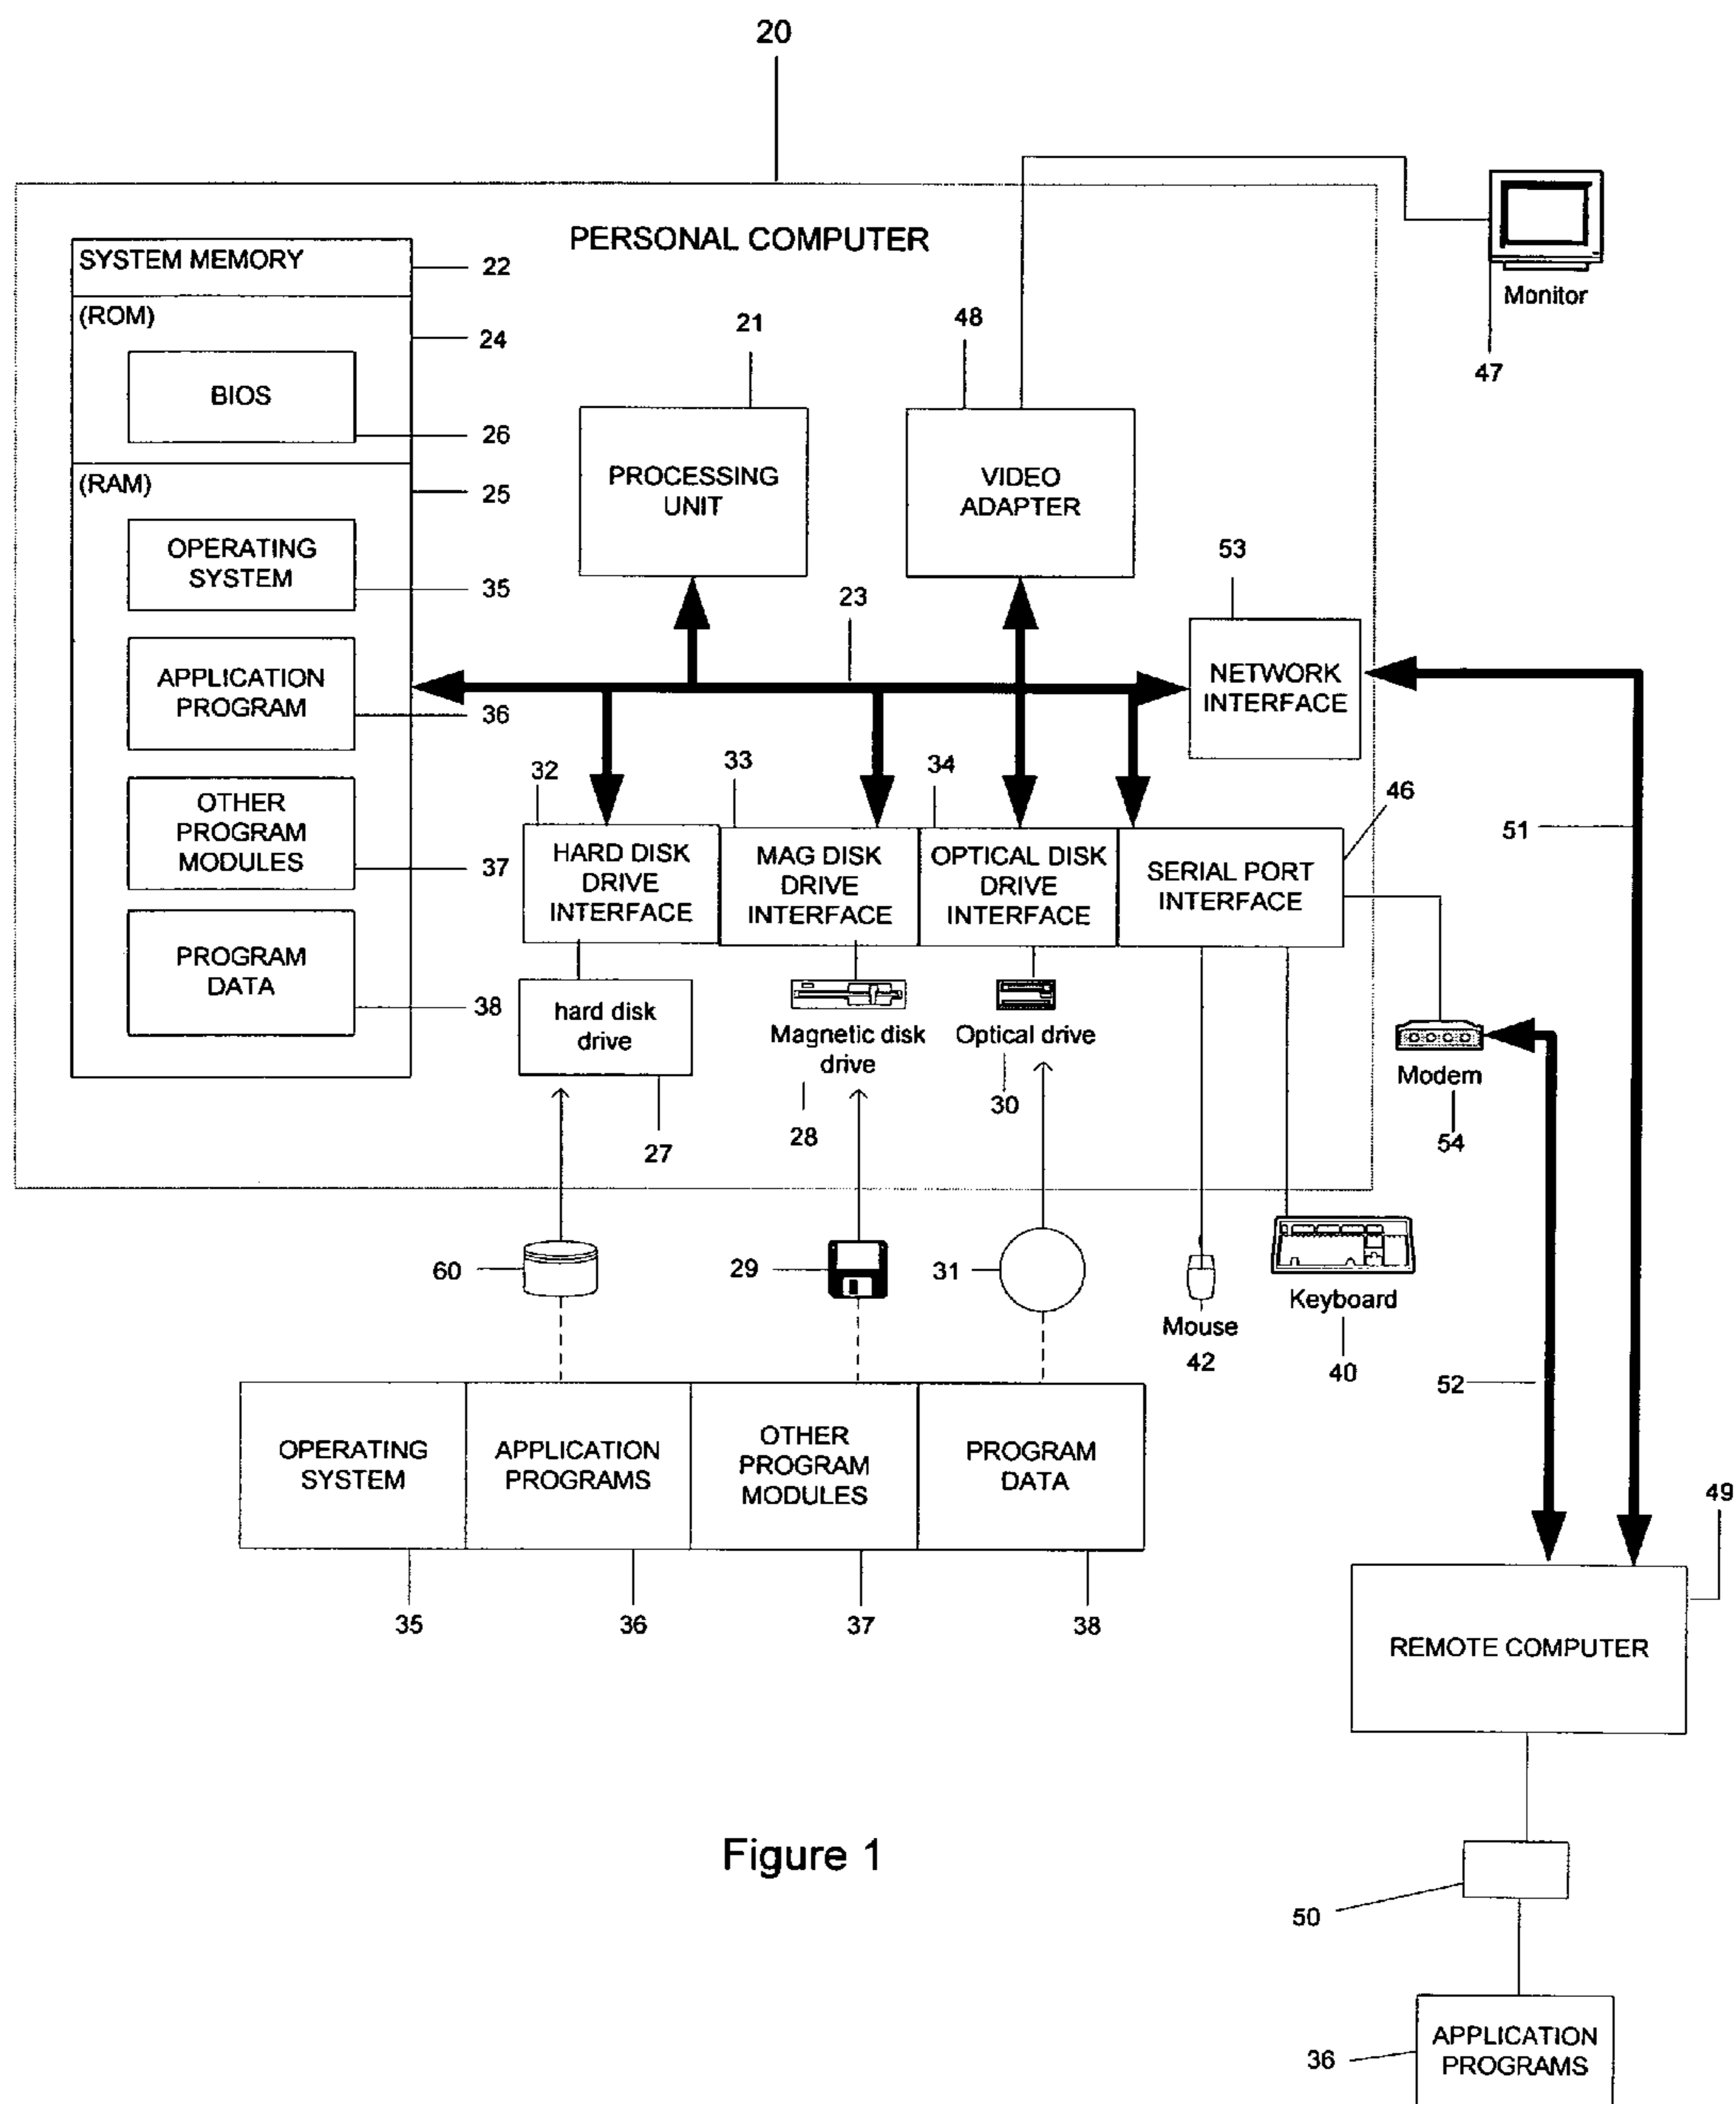 20
PERSONAL COMPUTER
SYSTEM MEMORY
22
(ROM)
24
BIOS
26
(RAM)
25
OPERATING
SYSTEM
35
APPLICATION
PROGRAM
36
OTHER
PROGRAM
MODULES
37
PROGRAM
DATA
38
21
PROCESSING
UNIT
48
VIDEO
ADAPTER
Monitor
47
23
53
NETWORK
INTERFACE
32
HARD DISK
DRIVE
INTERFACE
33
MAG DISK
DRIVE
INTERFACE
34
OPTICAL DISK
DRIVE
INTERFACE
46
SERIAL PORT
INTERFACE
51
hard disk
drive
27
Magnetic disk
drive
28
Optical drive
30
Modem
54
60
29
31
Mouse
42
Keyboard
40
52
OPERATING
SYSTEM
APPLICATION
PROGRAMS
OTHER
PROGRAM
MODULES
PROGRAM
DATA
35
36
37
38
49
REMOTE COMPUTER
Figure 1
50
36
APPLICATION
PROGRAMS